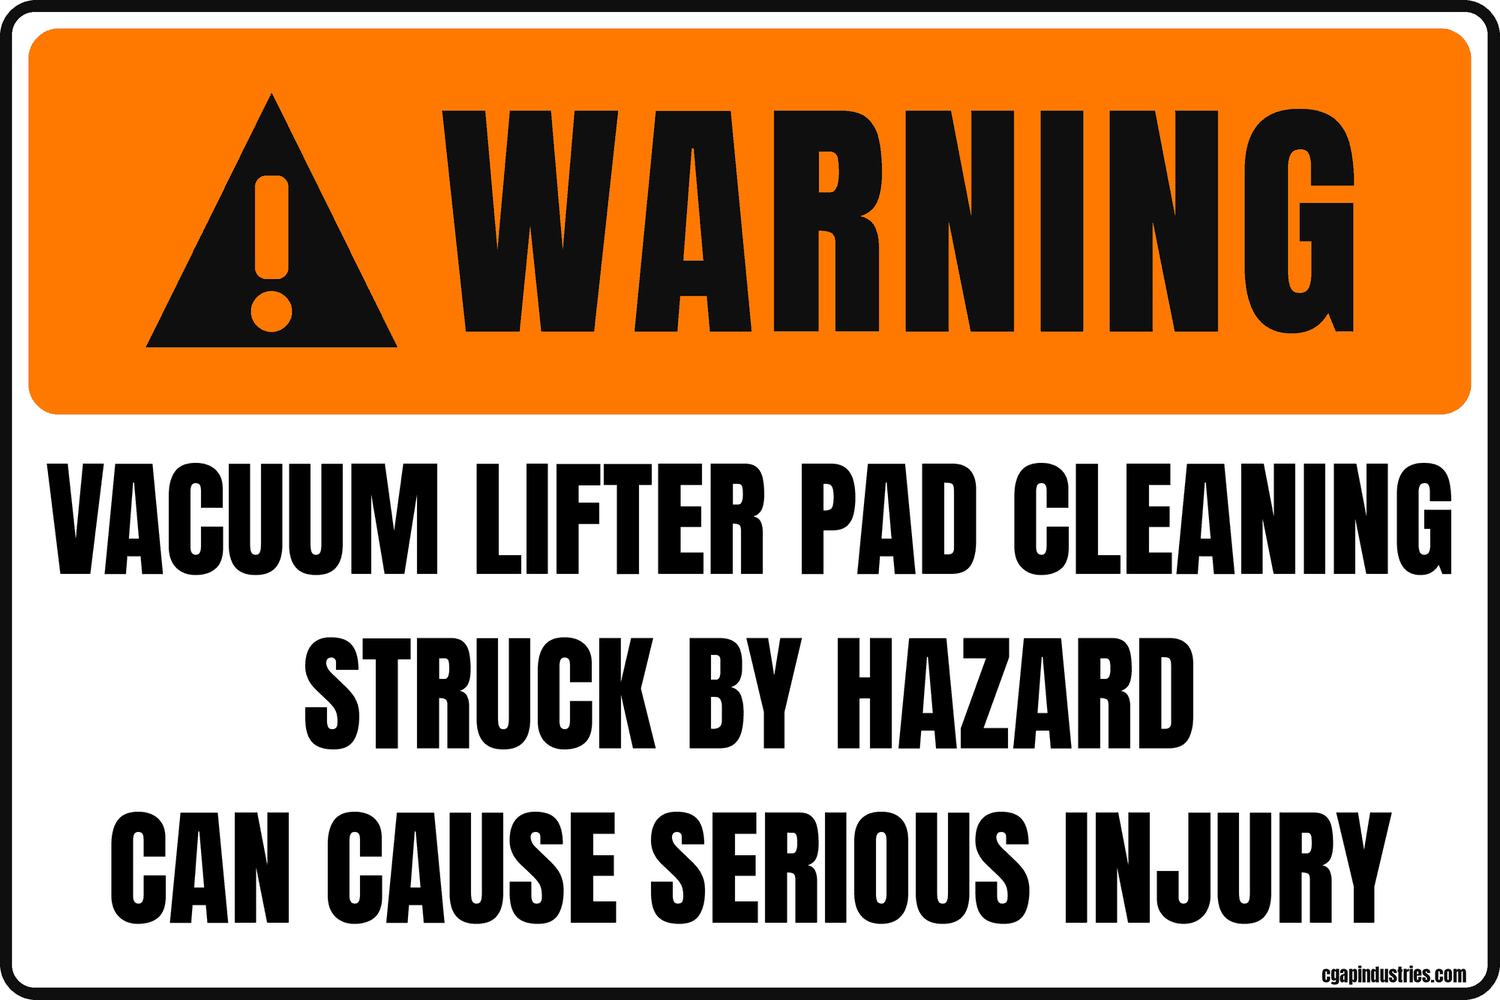 WARNING
VACUUM LIFTER PAD CLEANING
STRUCK BY HAZARD
CAN CAUSE SERIOUS INJURY
cgapindustries.com